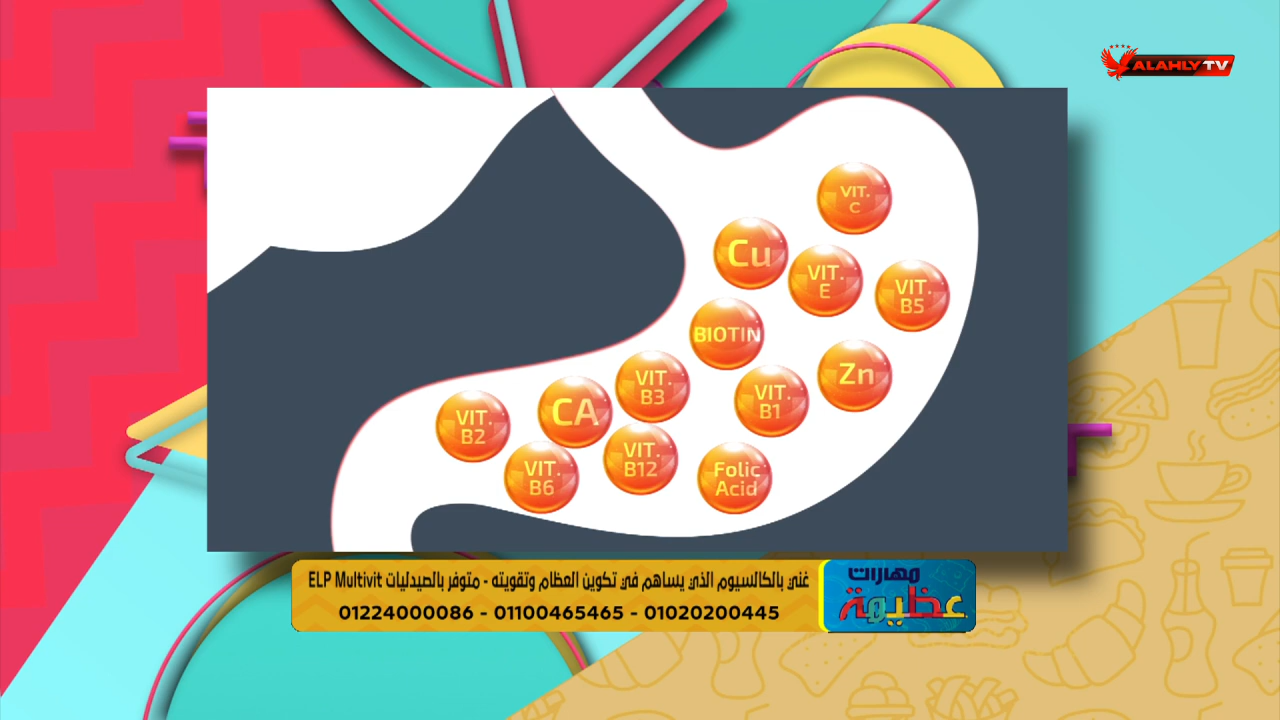 ALAHLY TV
VIT.
C
Cu
VIT.
E
VIT.
B5
BIOTIN
Zn
VIT.
B3
VIT.
B1
CA
VIT.
B2
VIT.
B12
VIT.
B6
Folic
Acid
غني بالكالسيوم الذي يساهم في تكوين العظام وتقويته - متوفر بالصيدليات ELP Multivit
01224000086 - 01100465465 - 01020200445
مهارات
عظيمة